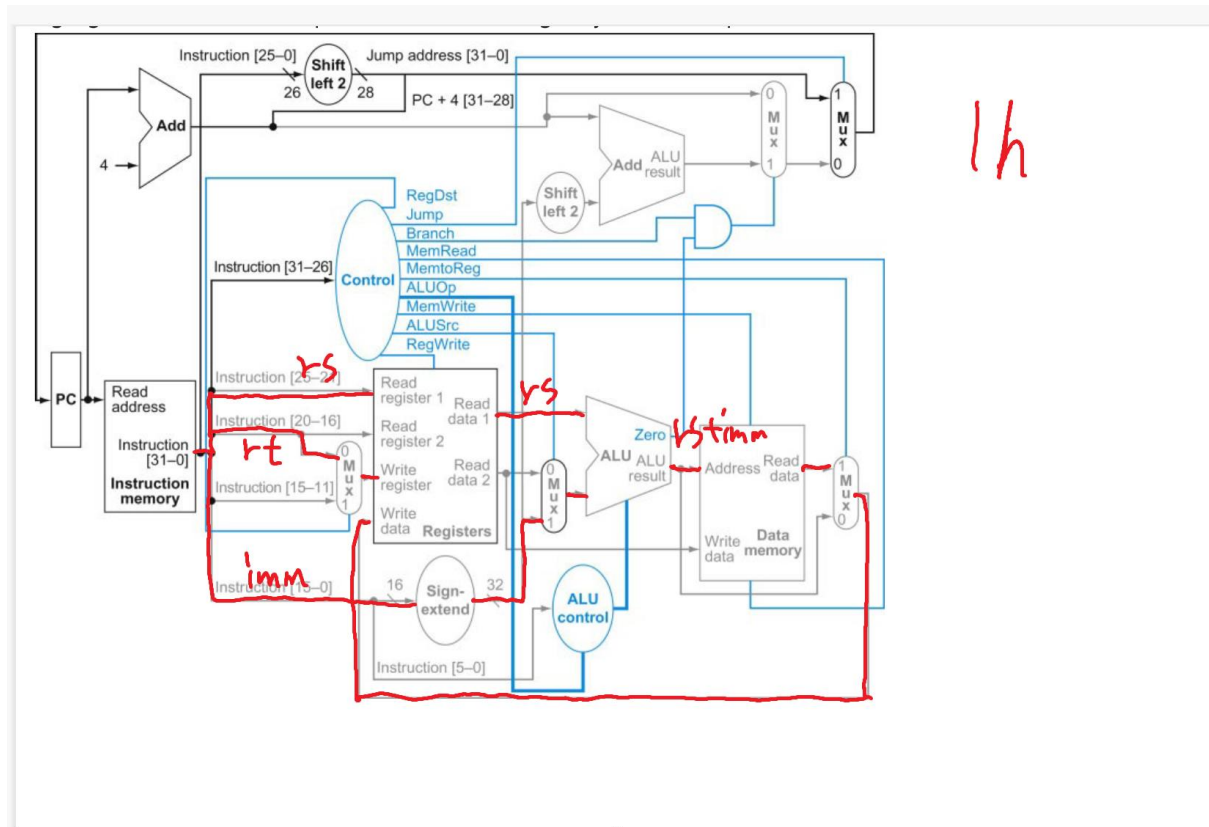 Instruction [25–0]
Shift left 2
Jump address [31–0]
26
28
PC + 4 [31–28]
Add
4
0
Mux
1
1
Mux
0
Add
ALU result
Shift left 2
lh
RegDst
Jump
Branch
MemRead
MemtoReg
ALUOp
MemWrite
ALUSrc
RegWrite
Instruction [31–26]
Control
PC
Read address
Instruction [31–0]
Instruction memory
Instruction [25–21]
rs
Instruction [20–16]
rt
Instruction [15–11]
0
Mux
1
Read register 1
Read register 2
Write register
Write data
Read data 1
Read data 2
Registers
rs
0
Mux
1
Zero
ALU
ALU result
rs+imm
Address
Read data
Write data
Data memory
1
Mux
0
Instruction [15–0]
imm
16
Sign-extend
32
ALU control
Instruction [5–0]